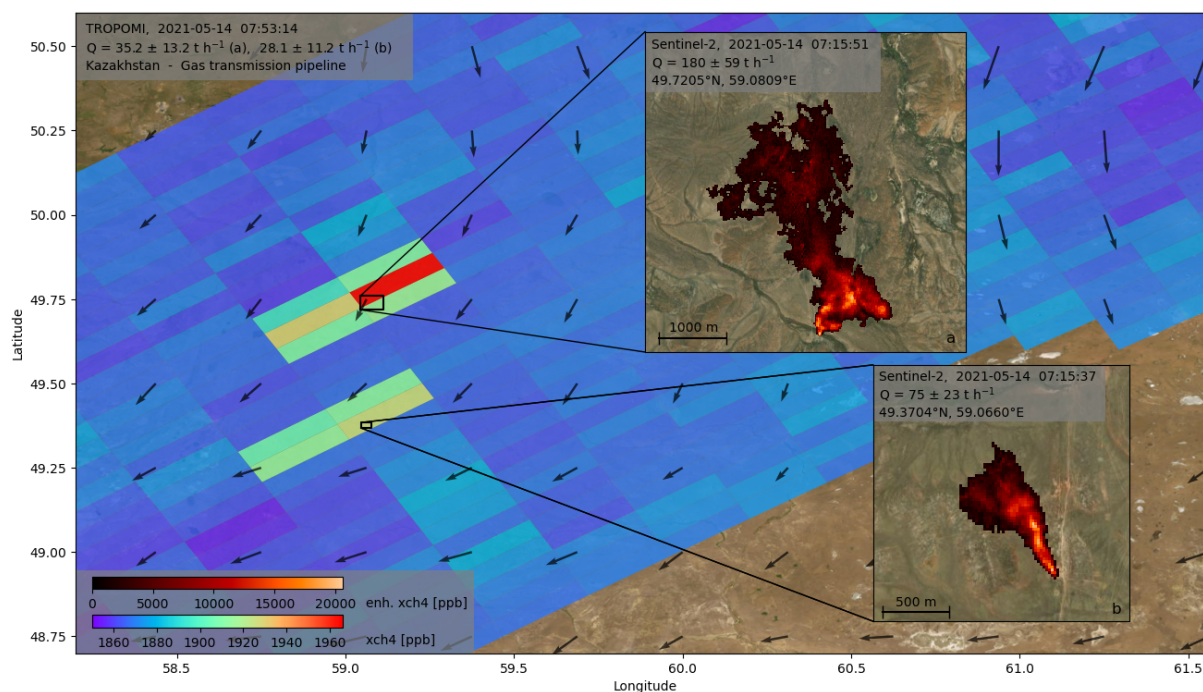 TROPOMI, 2021-05-14 07:53:14
Q = 35.2 ± 13.2 t h⁻¹ (a), 28.1 ± 11.2 t h⁻¹ (b)
Kazakhstan - Gas transmission pipeline
Sentinel-2, 2021-05-14 07:15:51
Q = 180 ± 59 t h⁻¹
49.7205°N, 59.0809°E
1000 m
a
Sentinel-2, 2021-05-14 07:15:37
Q = 75 ± 23 t h⁻¹
49.3704°N, 59.0660°E
500 m
b
Latitude
50.50
50.25
50.00
49.75
49.50
49.25
49.00
48.75
0 5000 10000 15000 20000 enh. xch4 [ppb]
1860 1880 1900 1920 1940 1960 xch4 [ppb]
58.5 59.0 59.5 60.0 60.5 61.0 61.5
Longitude